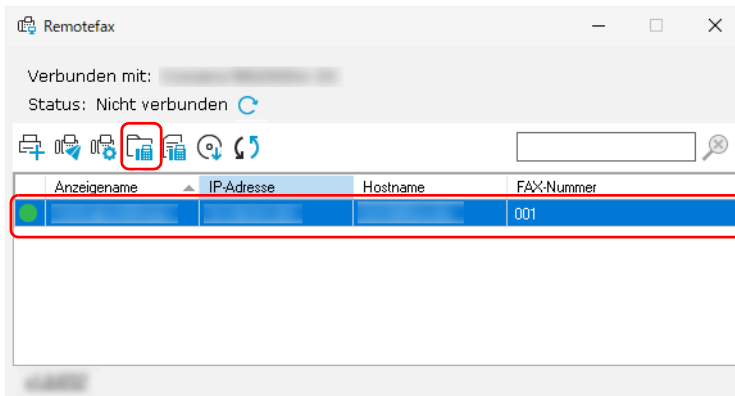 Remotefax
Verbunden mit:
Status: Nicht verbunden
Anzeigename IP-Adresse Hostname FAX-Nummer
001